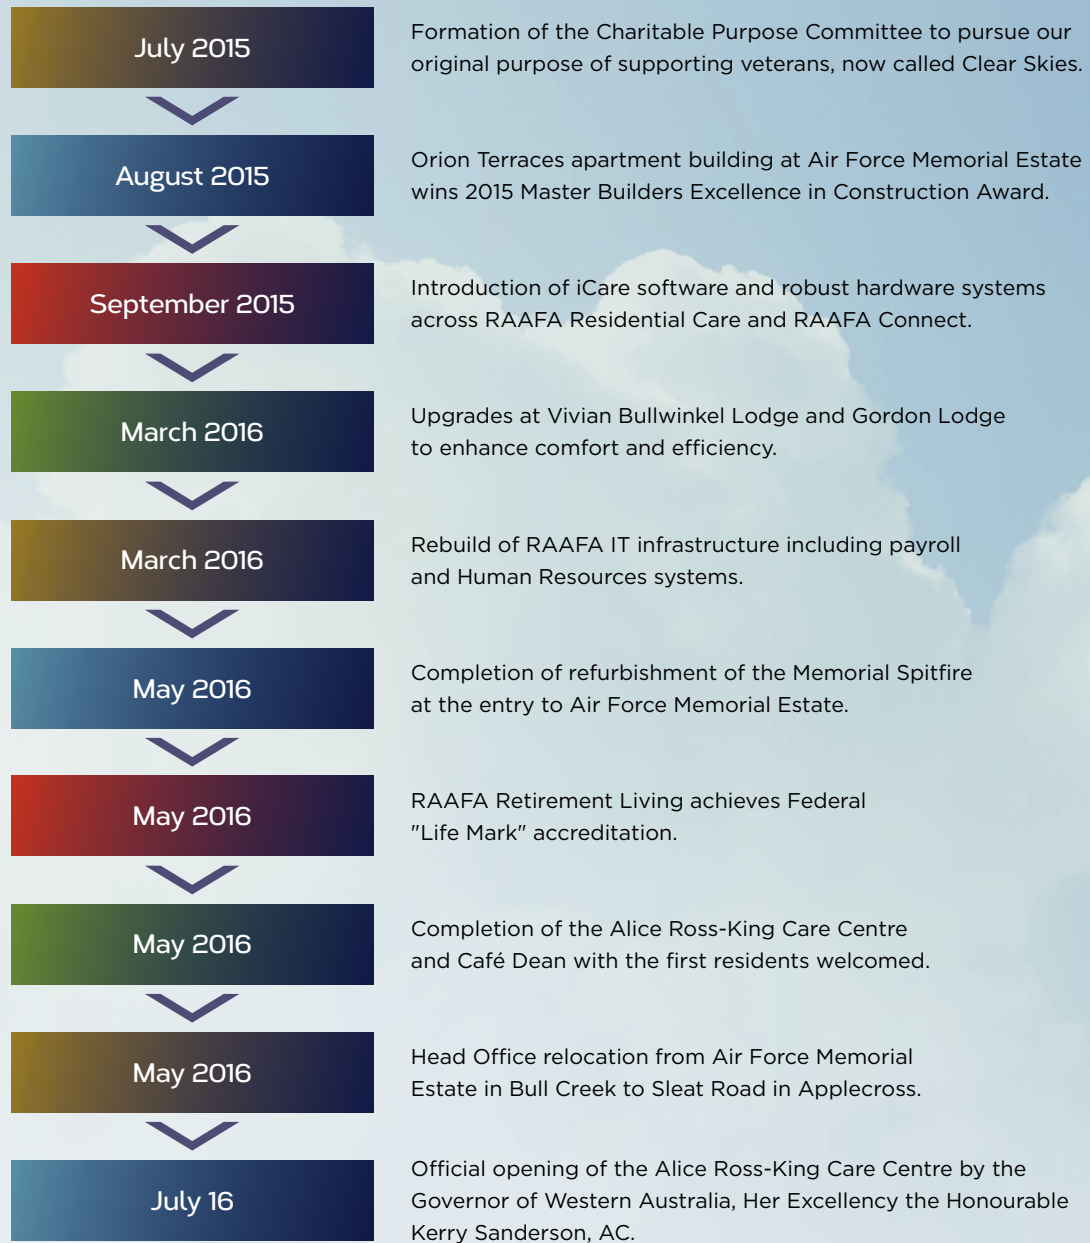 July 2015
Formation of the Charitable Purpose Committee to pursue our
original purpose of supporting veterans, now called Clear Skies.
August 2015
Orion Terraces apartment building at Air Force Memorial Estate
wins 2015 Master Builders Excellence in Construction Award.
September 2015
Introduction of iCare software and robust hardware systems
across RAAFA Residential Care and RAAFA Connect.
March 2016
Upgrades at Vivian Bullwinkel Lodge and Gordon Lodge
to enhance comfort and efficiency.
March 2016
Rebuild of RAAFA IT infrastructure including payroll
and Human Resources systems.
May 2016
Completion of refurbishment of the Memorial Spitfire
at the entry to Air Force Memorial Estate.
May 2016
RAAFA Retirement Living achieves Federal
"Life Mark" accreditation.
May 2016
Completion of the Alice Ross-King Care Centre
and Café Dean with the first residents welcomed.
May 2016
Head Office relocation from Air Force Memorial
Estate in Bull Creek to Sleat Road in Applecross.
July 16
Official opening of the Alice Ross-King Care Centre by the
Governor of Western Australia, Her Excellency the Honourable
Kerry Sanderson, AC.